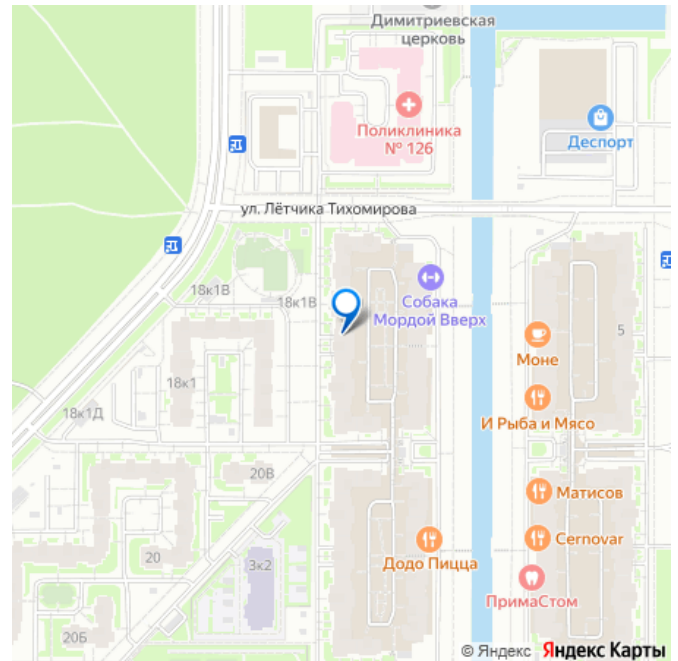 Димитриевская
церковь
Поликлиника
№ 126
Деспорт
ул. Лётчика Тихомирова
18к1В
18к1В
Собака
Мордой Вверх
5
Моне
18к1
И Рыба и Мясо
18к1Д
20В
Матисов
Cernovar
20
3к2
Додо Пицца
ПримаСтом
20Б
© Яндекс Яндекс Карты